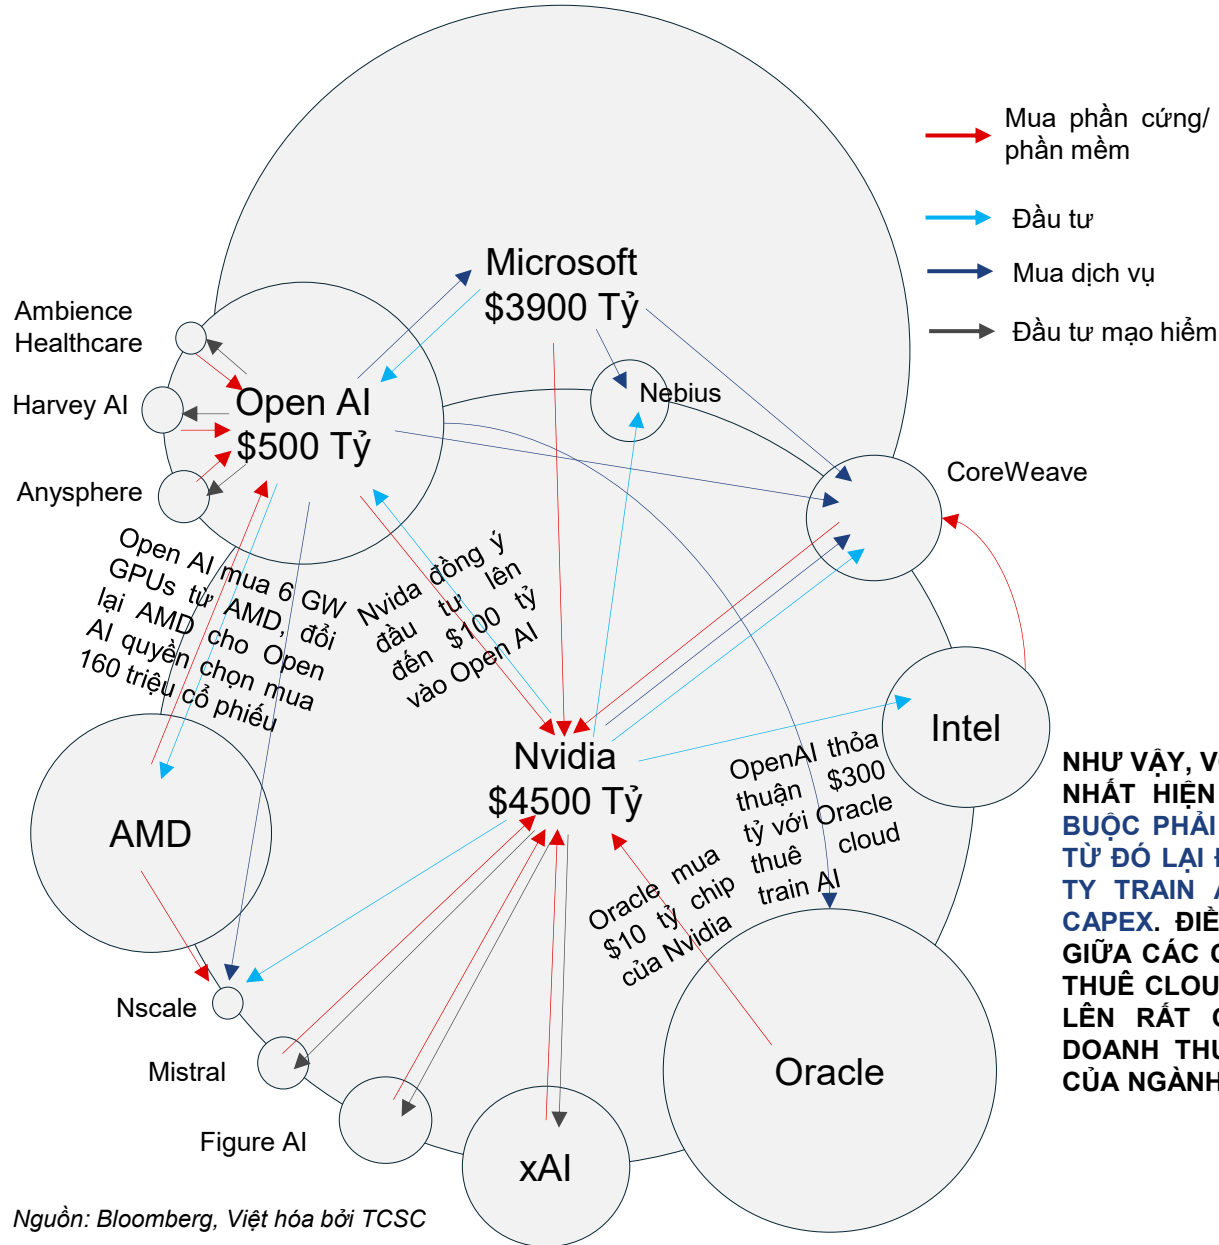 Mua phần cứng/
phần mềm
Đầu tư
Mua dịch vụ
Đầu tư mạo hiểm
Microsoft
$3900 Tỷ
Ambience
Healthcare
Harvey AI
Anysphere
Open AI
$500 Tỷ
Nebius
CoreWeave
Open AI mua 6 GW
GPUs từ AMD, đổi
lại AMD cho Open
AI quyền chọn mua
160 triệu cổ phiếu
Nvida đồng ý
đầu tư lên
đến $100 tỷ
vào Open AI
Intel
Nvidia
$4500 Tỷ
OpenAI thỏa
thuận $300
tỷ với Oracle
thuê cloud
train AI
Oracle mua
$10 tỷ chip
của Nvidia
AMD
Nscale
Mistral
Figure AI
xAI
Oracle
NHƯ VẬY,
NHẤT HIỆN
BUỘC PHẢI
TỪ ĐÓ LẠI
TY TRAIN
CAPEX. ĐIỀ
GIỮA CÁC
THUÊ CLOU
LÊN RẤT
DOANH THU
CỦA NGÀNH
Nguồn: Bloomberg, Việt hóa bởi TCSC